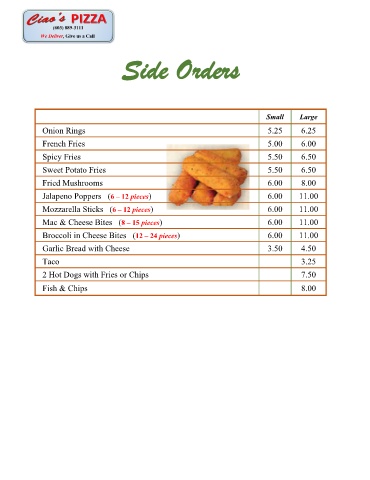 Ciao's PIZZA
(603) 889-3111
We Deliver, Give us a Call
Side Orders
Small Large
Onion Rings 5.25 6.25
French Fries 5.00 6.00
Spicy Fries 5.50 6.50
Sweet Potato Fries 5.50 6.50
Fried Mushrooms 6.00 8.00
Jalapeno Poppers (6 – 12 pieces) 6.00 11.00
Mozzarella Sticks (6 – 12 pieces) 6.00 11.00
Mac & Cheese Bites (8 – 15 pieces) 6.00 11.00
Broccoli in Cheese Bites (12 – 24 pieces) 6.00 11.00
Garlic Bread with Cheese 3.50 4.50
Taco 3.25
2 Hot Dogs with Fries or Chips 7.50
Fish & Chips 8.00